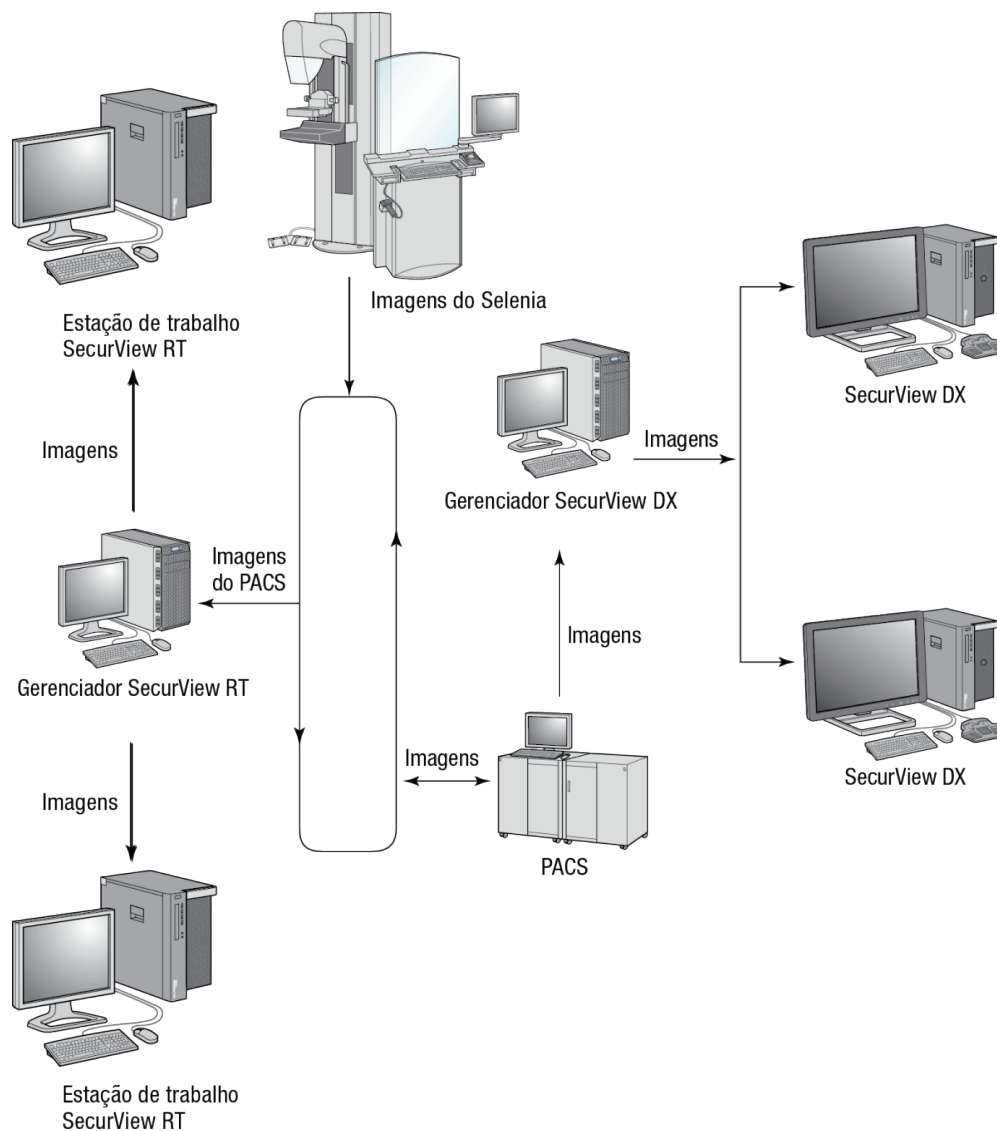 Imagens do Selenia
Estação de trabalho
SecurView RT
Imagens
SecurView DX
Imagens
Gerenciador SecurView DX
Imagens
do PACS
Imagens
Gerenciador SecurView RT
Imagens
SecurView DX
Imagens
PACS
Estação de trabalho
SecurView RT